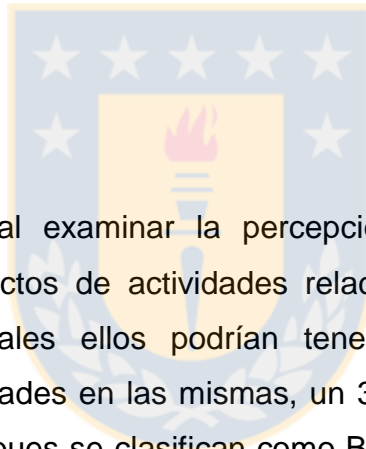 al examinar la percepci
ctos de actividades relac
ales ellos podrían tene
ades en las mismas, un 3
pues se clasifican como B